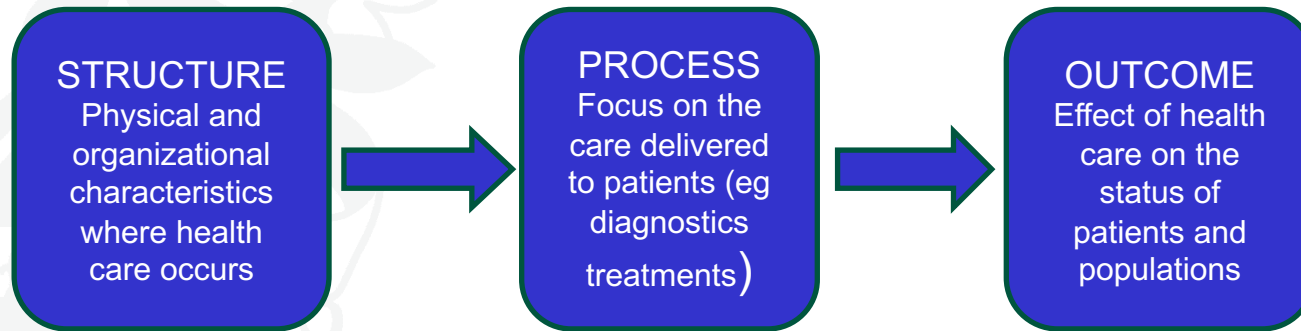 STRUCTURE
Physical and
organizational
characteristics
where health
care occurs
PROCESS
Focus on the
care delivered
to patients (eg
diagnostics
treatments)
OUTCOME
Effect of health
care on the
status of
patients and
populations